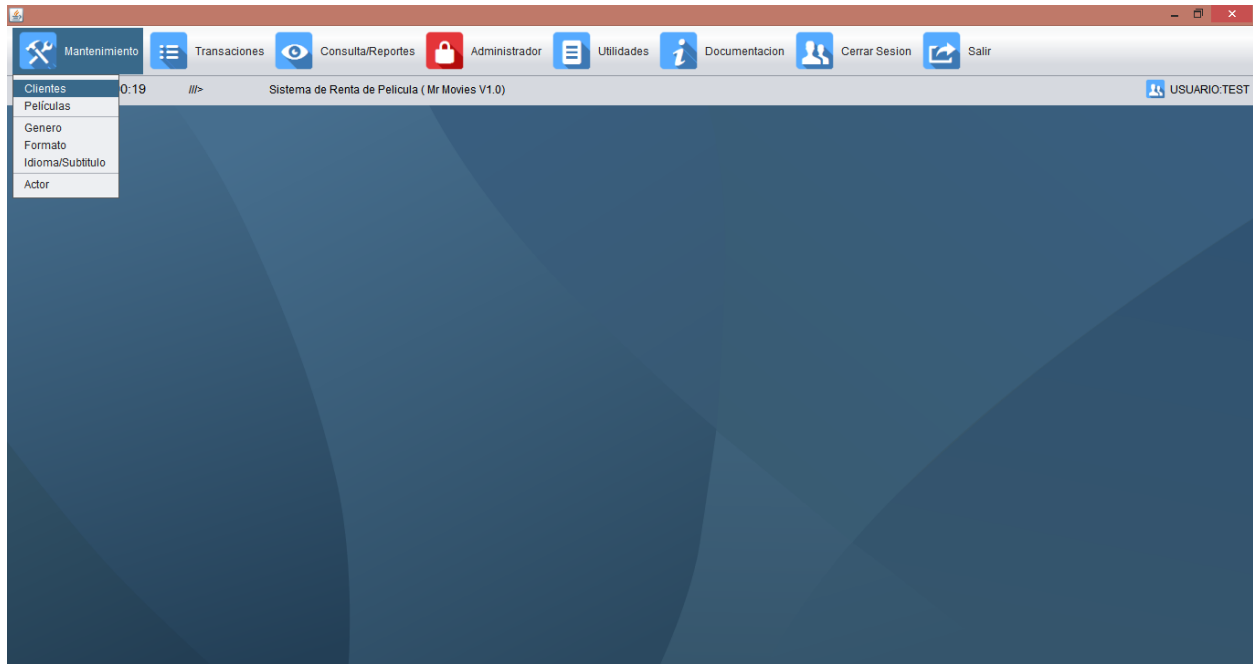 Mantenimiento Transaciones Consulta/Reportes Administrador Utilidades Documentacion Cerrar Sesion Salir
0:19 ///> Sistema de Renta de Pelicula ( Mr Movies V1.0) USUARIO:TEST
Clientes
Películas
Genero
Formato
Idioma/Subtitulo
Actor